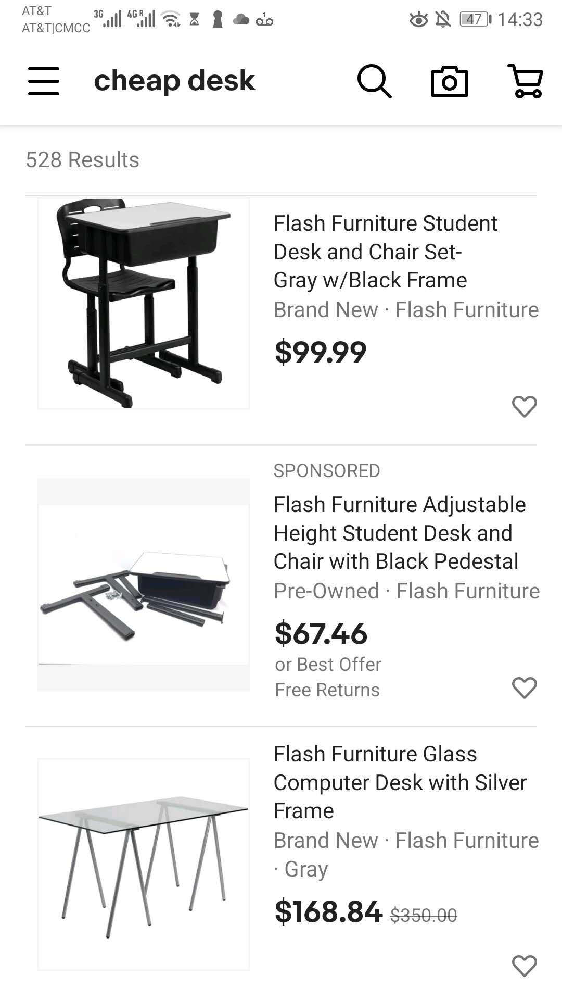 AT&T
AT&T|CMCC
3G
4G R
1
47
14:33
cheap desk
528 Results
Flash Furniture Student
Desk and Chair Set-
Gray w/Black Frame
Brand New · Flash Furniture
$99.99
SPONSORED
Flash Furniture Adjustable
Height Student Desk and
Chair with Black Pedestal
Pre-Owned · Flash Furniture
$67.46
or Best Offer
Free Returns
Flash Furniture Glass
Computer Desk with Silver
Frame
Brand New · Flash Furniture
· Gray
$168.84 $350.00